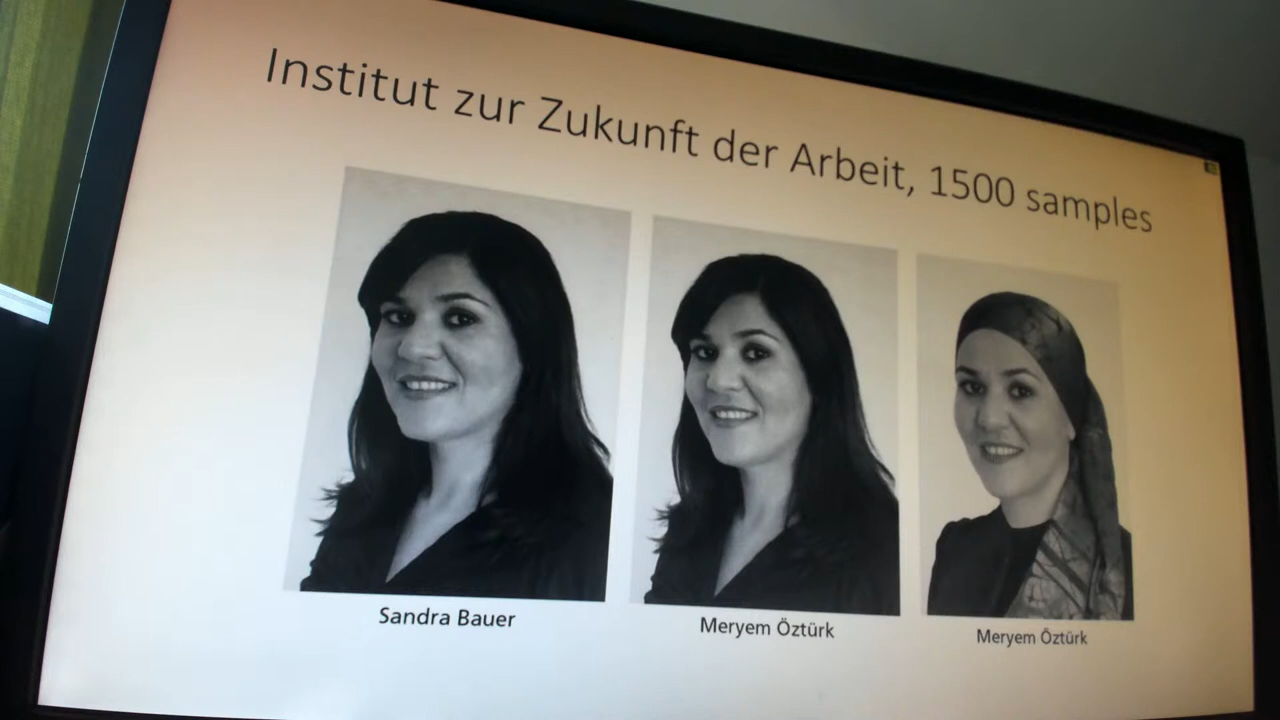 Institut zur Zukunft der Arbeit, 1500 samples
Sandra Bauer
Meryem Öztürk
Meryem Öztürk